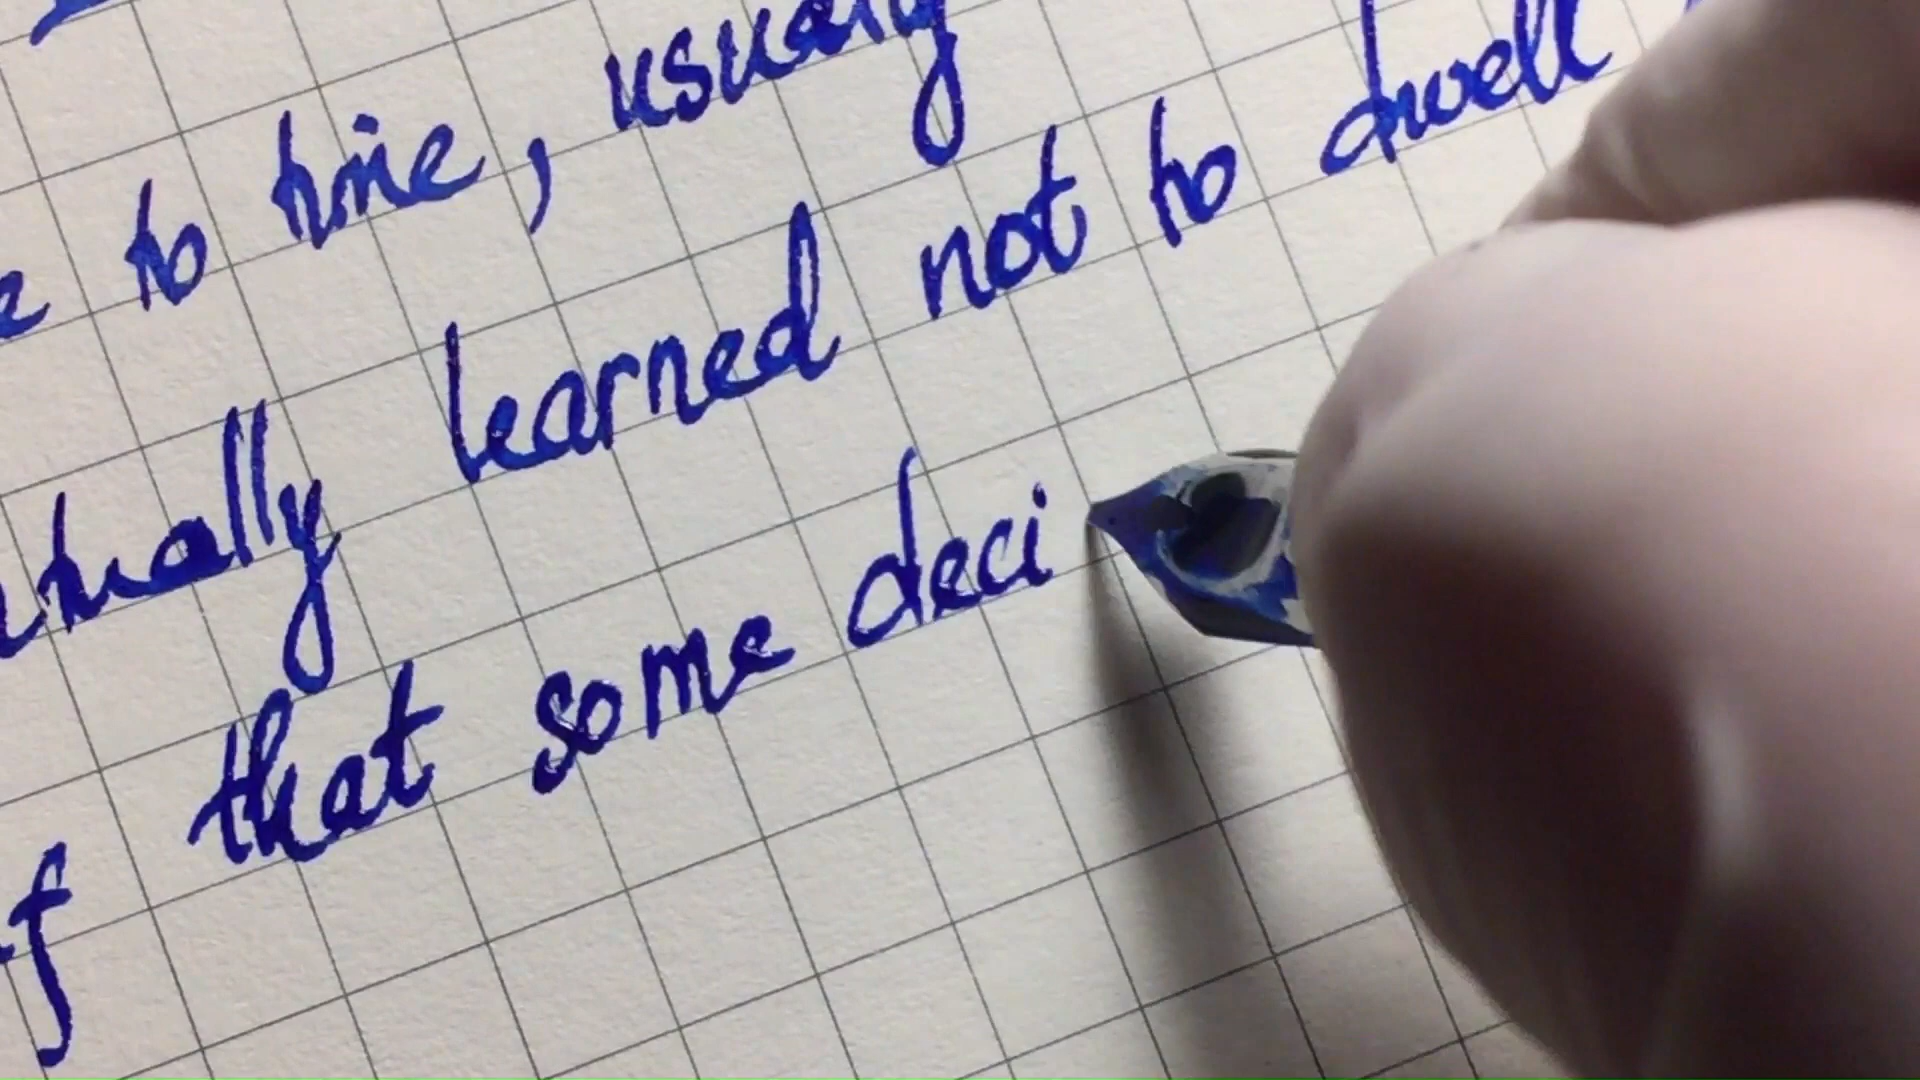 to time, usually
learned not to dwell
that some deci